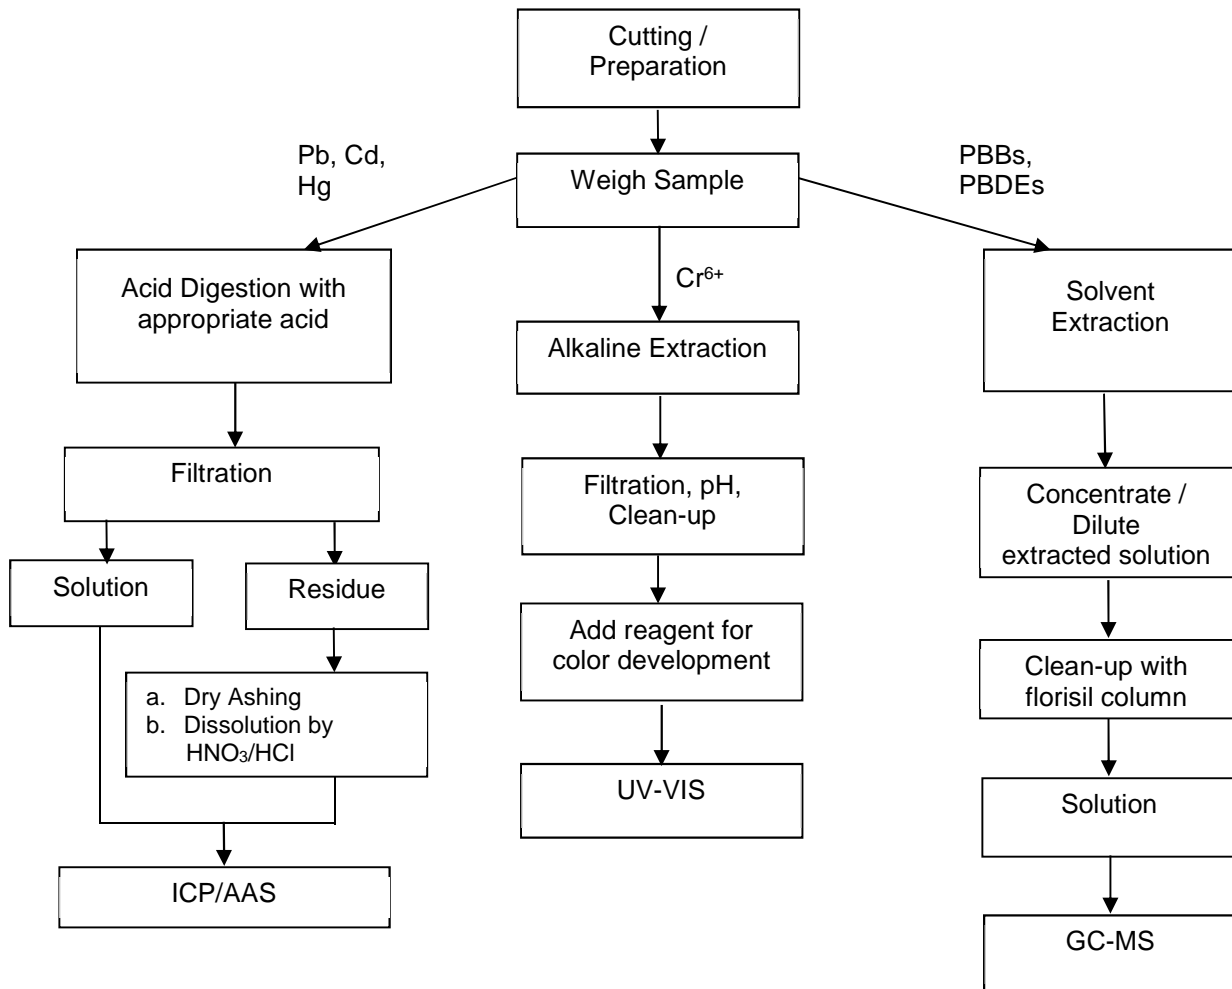 Cutting /
Preparation
Pb, Cd,
Hg
Weigh Sample
PBBs,
PBDEs
Cr⁶⁺
Acid Digestion with
appropriate acid
Alkaline Extraction
Solvent
Extraction
Filtration
Filtration, pH,
Clean-up
Concentrate /
Dilute
extracted solution
Solution
Residue
Add reagent for
color development
a. Dry Ashing
b. Dissolution by
HNO₃/HCl
Clean-up with
florisil column
UV-VIS
Solution
ICP/AAS
GC-MS